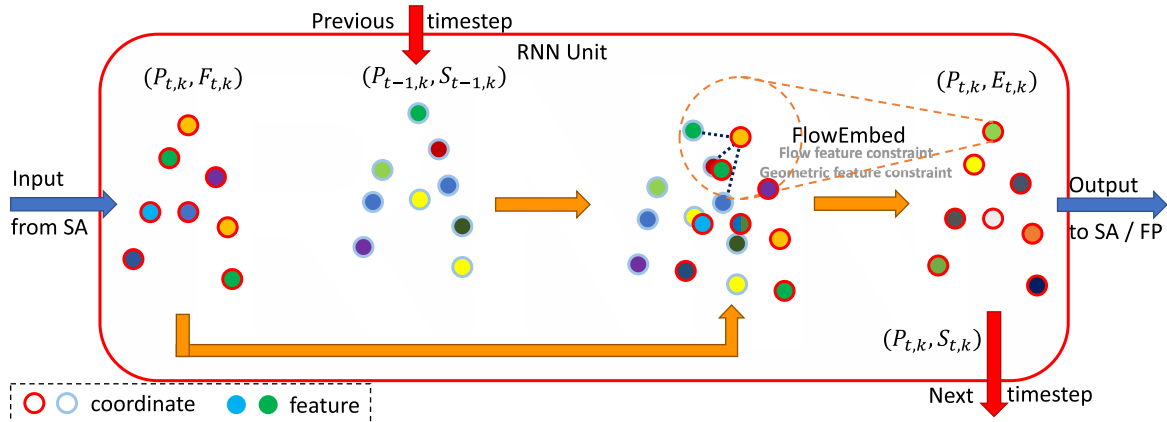 Previous timestep
RNN Unit
(P_{t,k}, F_{t,k})
(P_{t−1,k}, S_{t−1,k})
(P_{t,k}, E_{t,k})
FlowEmbed
Flow feature constraint
Geometric feature constraint
Input
from SA
Output
to SA / FP
(P_{t,k}, S_{t,k})
Next timestep
coordinate
feature